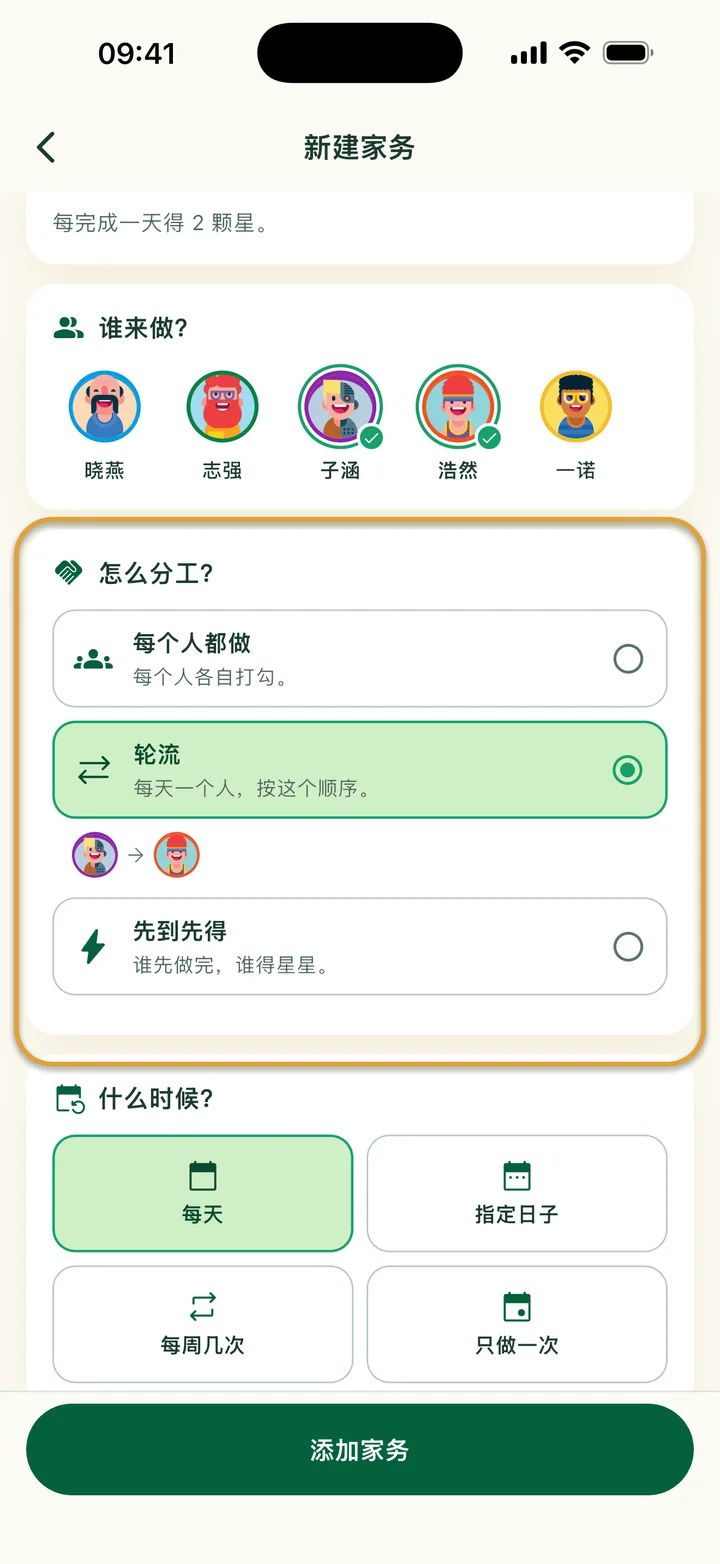 09:41
新建家务
每完成一天得 2 颗星。
谁来做?
晓燕
志强
子涵
浩然
一诺
怎么分工?
每个人都做
每个人各自打勾。
轮流
每天一个人，按这个顺序。
先到先得
谁先做完，谁得星星。
什么时候?
每天
指定日子
每周几次
只做一次
添加家务